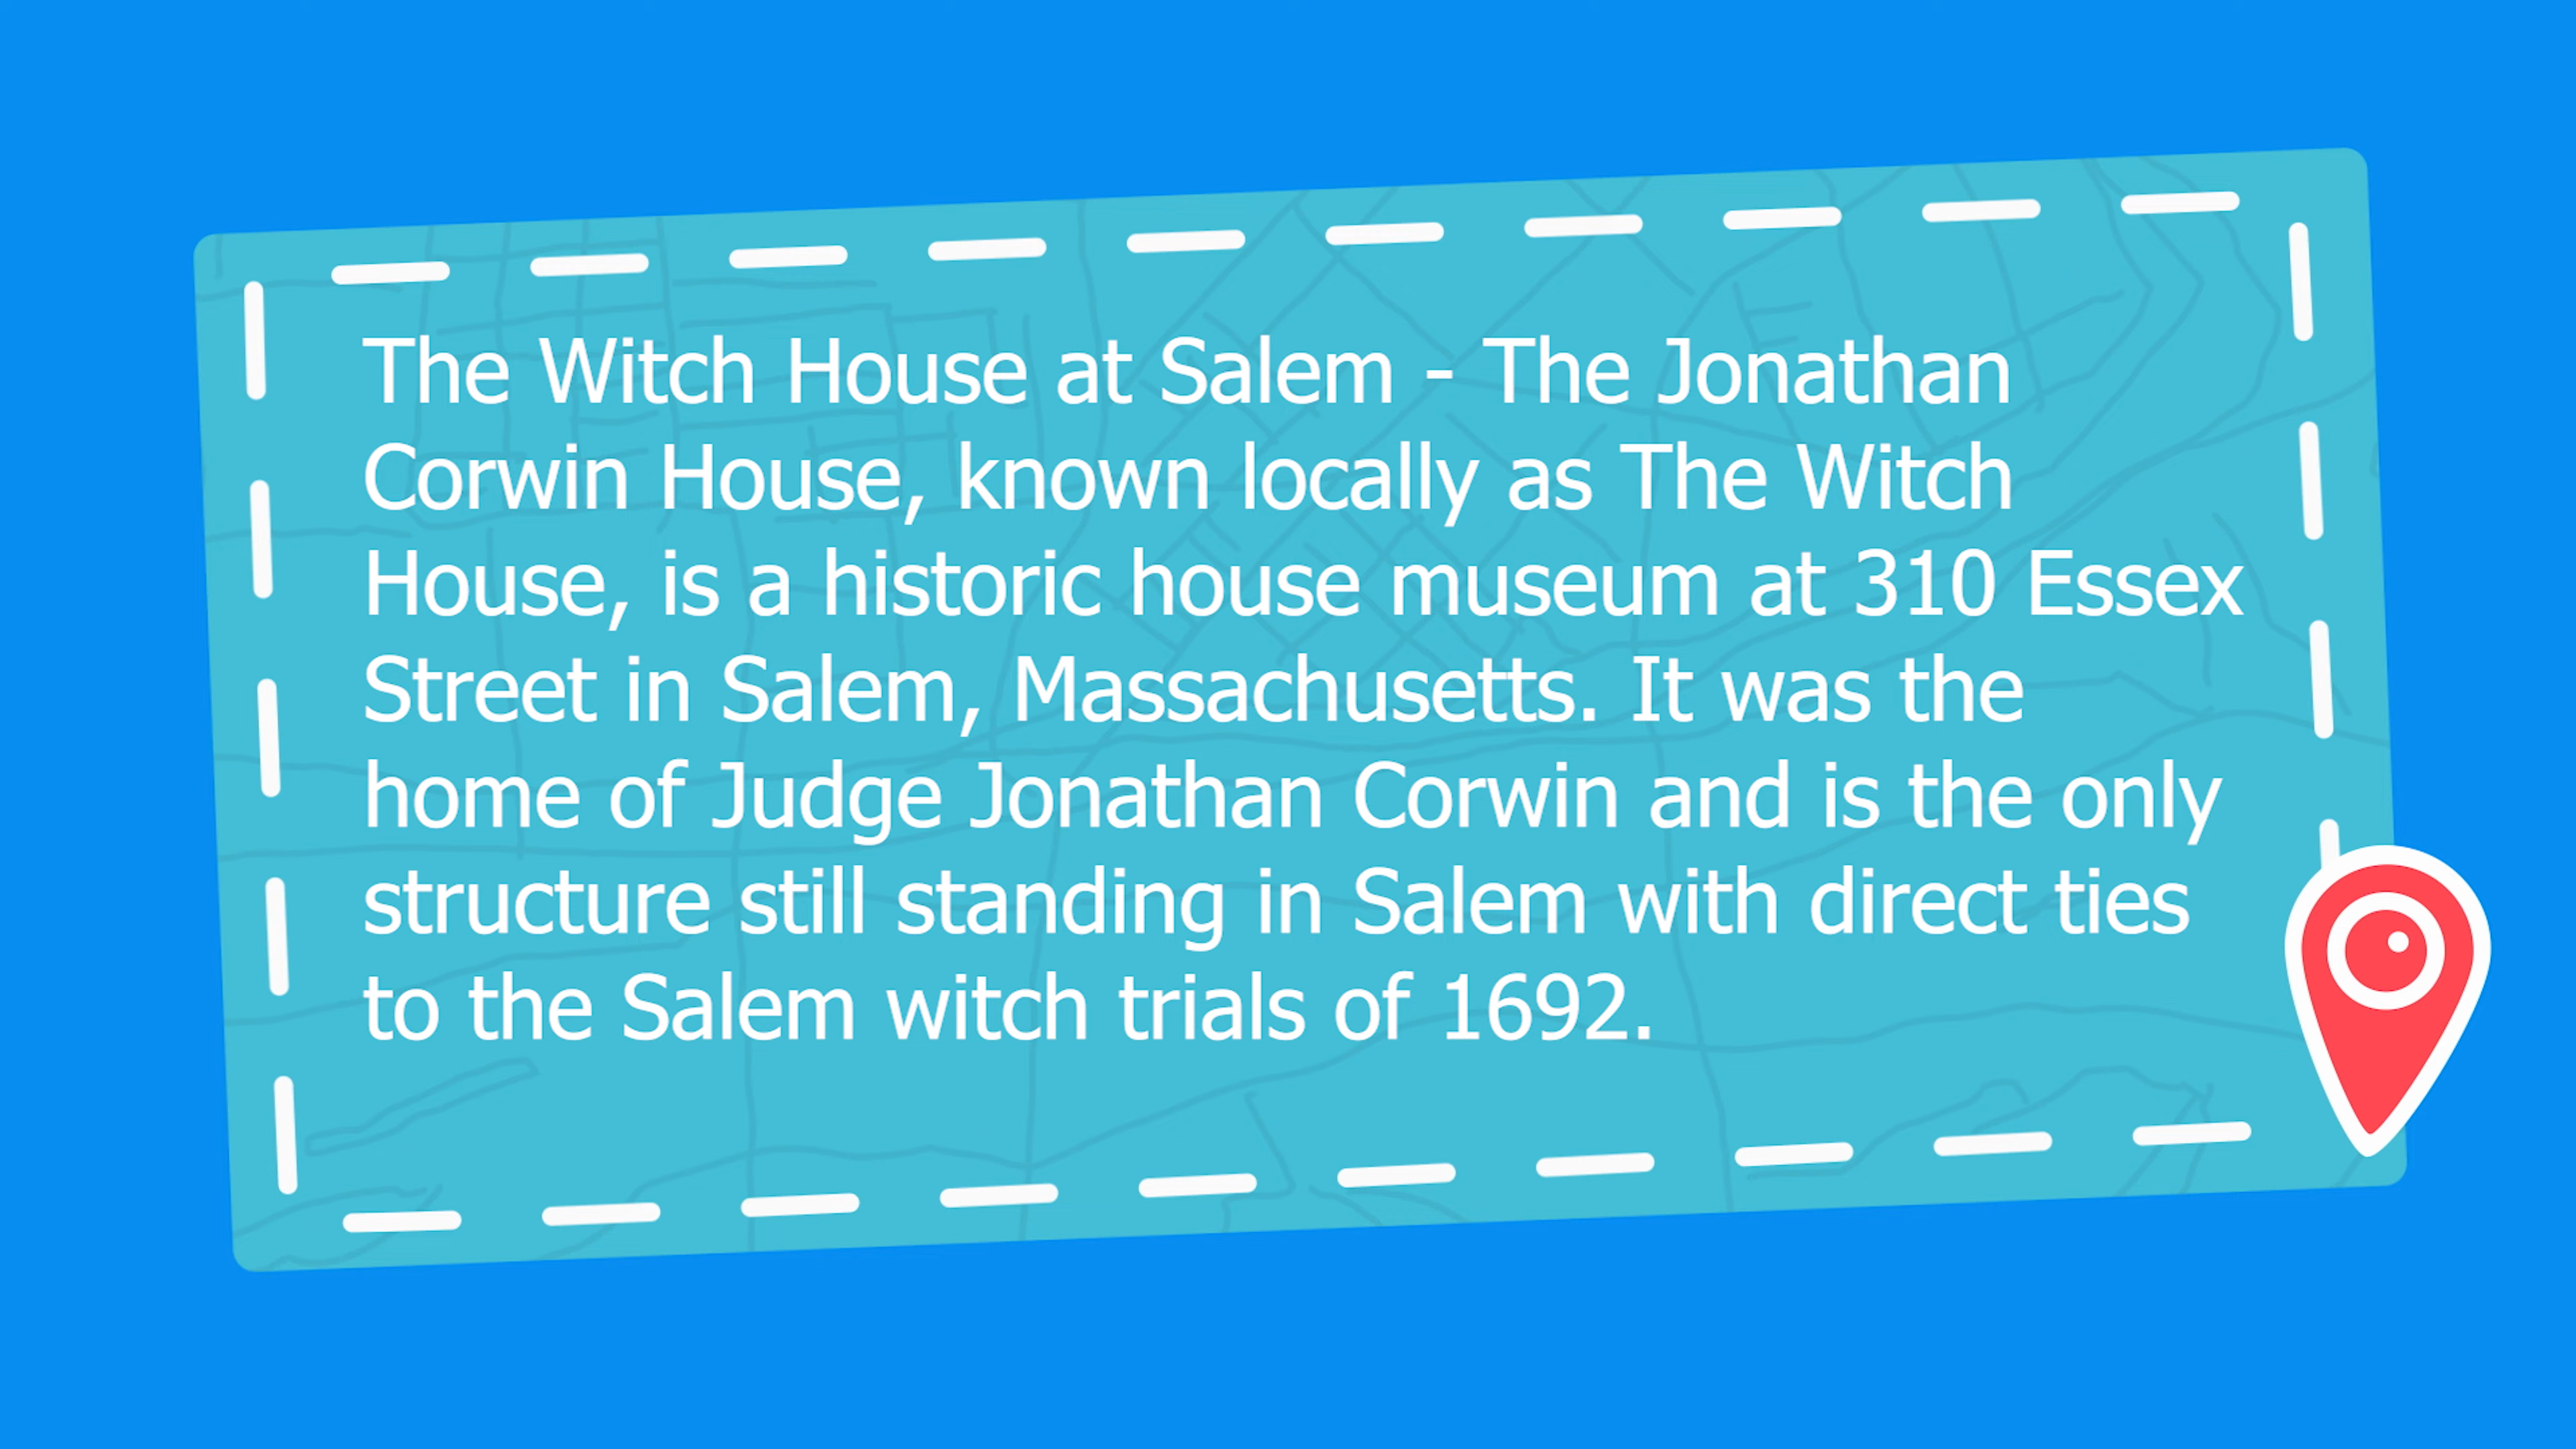 The Witch House at Salem - The Jonathan
Corwin House, known locally as The Witch
House, is a historic house museum at 310 Essex
Street in Salem, Massachusetts. It was the
home of Judge Jonathan Corwin and is the only
structure still standing in Salem with direct ties
to the Salem witch trials of 1692.